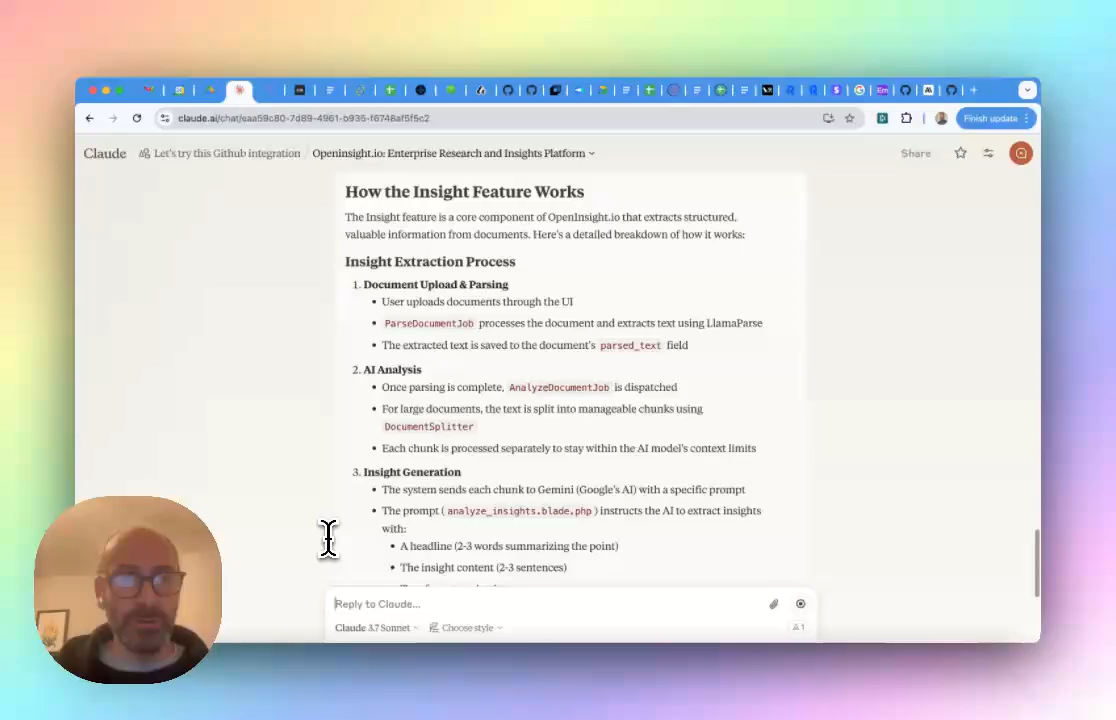 claude.ai/chat/eaa59c80-7d89-4961-b935-f6748af5f5c2
Finish update
Claude
Let's try this Github integration
Openinsight.io: Enterprise Research and Insights Platform
Share
How the Insight Feature Works
The Insight feature is a core component of OpenInsight.io that extracts structured,
valuable information from documents. Here's a detailed breakdown of how it works:
Insight Extraction Process
1. Document Upload & Parsing
• User uploads documents through the UI
• ParseDocumentJob processes the document and extracts text using LlamaParse
• The extracted text is saved to the document's parsed_text field
2. AI Analysis
• Once parsing is complete, AnalyzeDocumentJob is dispatched
• For large documents, the text is split into manageable chunks using
DocumentSplitter
• Each chunk is processed separately to stay within the AI model's context limits
3. Insight Generation
• The system sends each chunk to Gemini (Google's AI) with a specific prompt
• The prompt ( analyze_insights.blade.php ) instructs the AI to extract insights
with:
• A headline (2-3 words summarizing the point)
• The insight content (2-3 sentences)
Reply to Claude...
Claude 3.7 Sonnet
Choose style
1